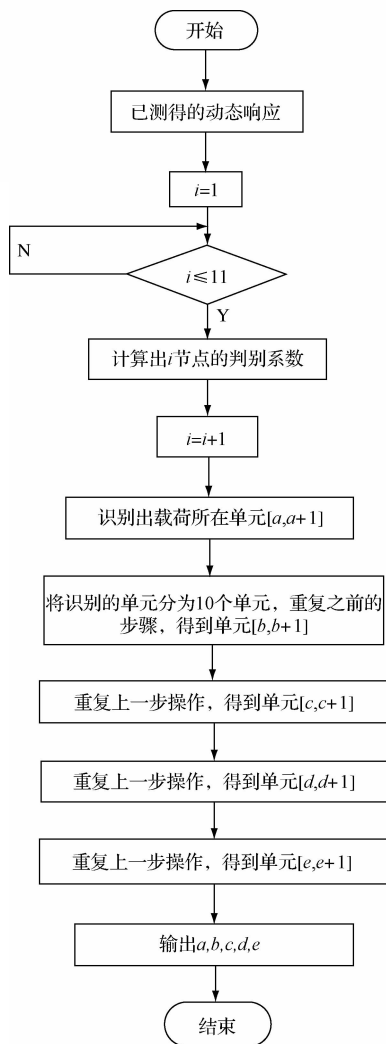 开始
已测得的动态响应
i=1
N
i≤11
Y
计算出i节点的判别系数
i=i+1
识别出载荷所在单元[a,a+1]
将识别的单元分为10个单元，重复之前的
步骤，得到单元[b,b+1]
重复上一步操作，得到单元[c,c+1]
重复上一步操作，得到单元[d,d+1]
重复上一步操作，得到单元[e,e+1]
输出a,b,c,d,e
结束